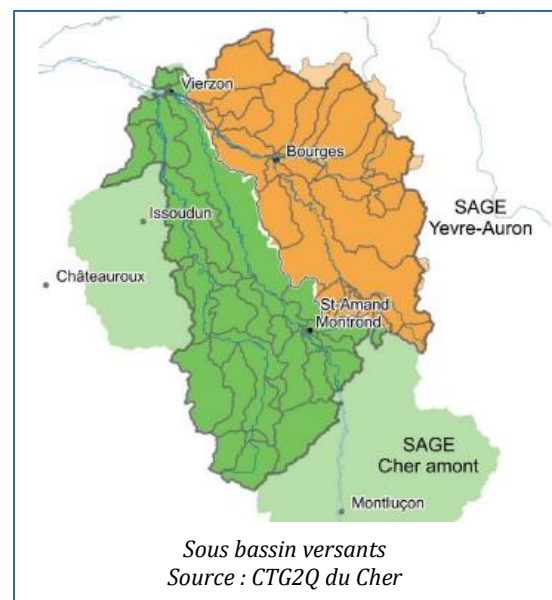 Vierzon
Bourges
Issoudun
SAGE
Yevre-Auron
Châteauroux
St-Amand
Montrond
SAGE
Cher amont
Montluçon
Sous bassin versants
Source : CTG2Q du Cher